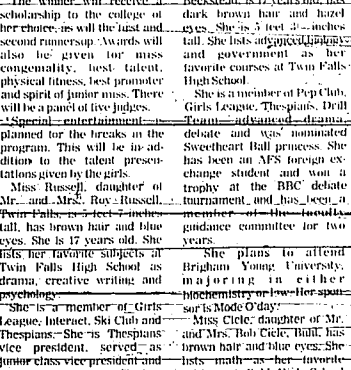 The winner will receive a
scholarship to the college of
her choice, as will the first and
second runnersup. Awards will
also be given for miss
congeniality, best talent,
physical fitness, best promoter
and spirit of junior miss. There
will be a panel of five judges.
Special entertainment is
planned for the breaks in the
program. This will be in ad-
dition to the talent presen-
tations given by the girls.
Miss Russell, daughter of
Mr. and Mrs. Roy Russell,
Twin Falls, is 5 feet 7 inches
tall, has brown hair and blue
eyes. She is 17 years old. She
lists her favorite subjects at
Twin Falls High School as
drama, creative writing and
psychology.
She is a member of Girls
League, Internet, Ski Club and
Thespians. She is Thespians
vice president, served as
junior class vice president and
is 17 years old, has
dark brown hair and hazel
eyes. She is 5 feet inches
tall. She lists advanced
and government as her
favorite courses at Twin Falls
High School.
She is a member of Pep Club,
Girls League, Thespians, Drill
Team, advanced drama,
debate and was nominated
Sweetheart Ball princess. She
has been an AFS foreign ex-
change student and won a
trophy at the BBC debate
tournament and has been a
member of the faculty
guidance committee for two
years.
She plans to attend
Brigham Young University,
majoring in either
biochemistry or law. Her spon-
sor is Mode O'day.
Miss Cicle, daughter of Mr.
and Mrs. Bob Cicle, Buhl, has
brown hair and blue eyes. She
lists math as her favorite